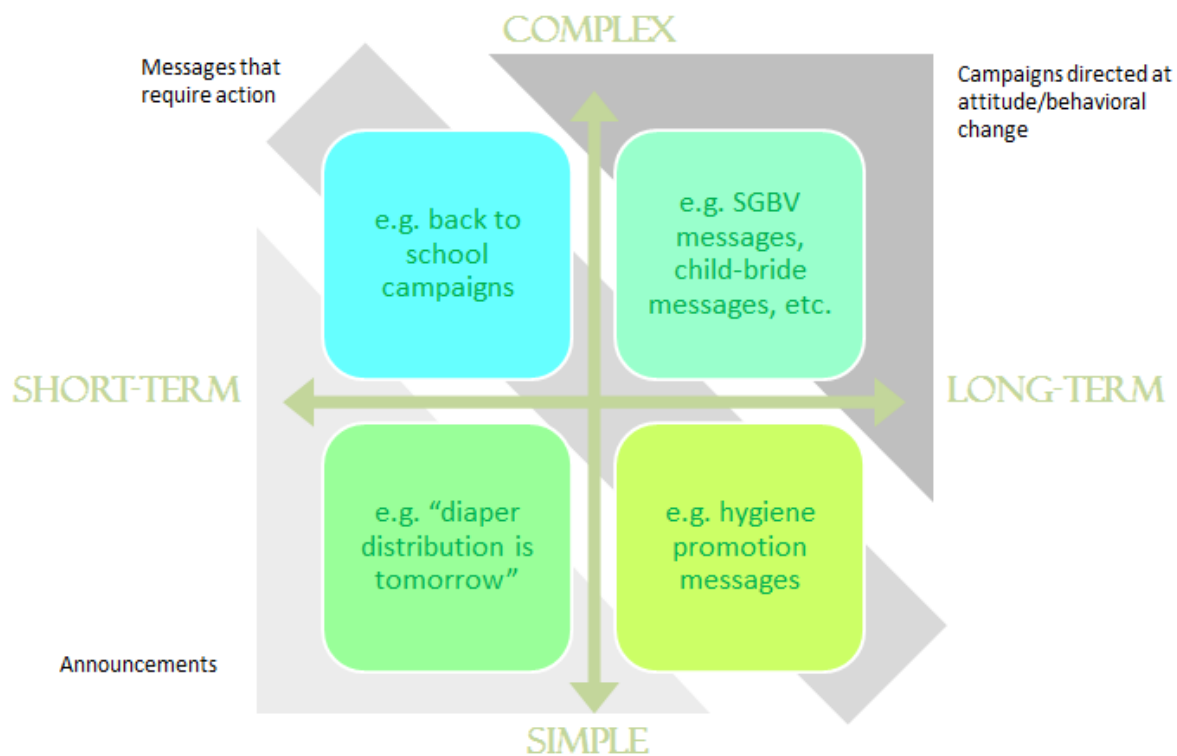 COMPLEX
Messages that
require action
Campaigns directed at
attitude/behavioral
change
e.g. back to
school
campaigns
e.g. SGBV
messages,
child-bride
messages, etc.
SHORT-TERM
LONG-TERM
e.g. “diaper
distribution is
tomorrow”
e.g. hygiene
promotion
messages
Announcements
SIMPLE